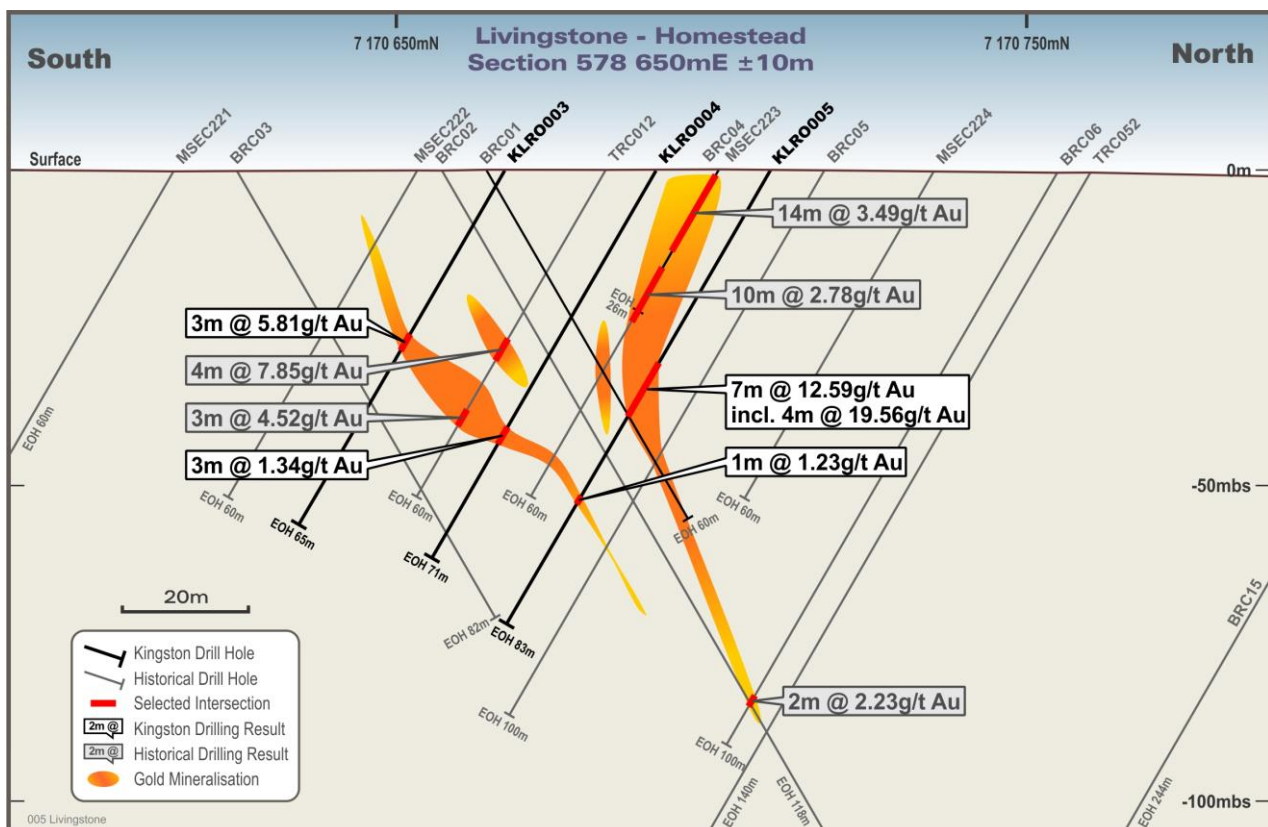 South
7 170 650mN
Livingstone - Homestead
Section 578 650mE ±10m
7 170 750mN
North
MSEC221
BRC03
MSEC222
BRC02
BRC01
KLRO003
TRC012
KLRO004
BRC04
MSEC223
KLRO005
BRC05
MSEC224
BRC06
TRC052
Surface
0m
14m @ 3.49g/t Au
10m @ 2.78g/t Au
EOH
26m
3m @ 5.81g/t Au
4m @ 7.85g/t Au
3m @ 4.52g/t Au
3m @ 1.34g/t Au
7m @ 12.59g/t Au
incl. 4m @ 19.56g/t Au
1m @ 1.23g/t Au
EOH 60m
-50mbs
EOH 60m
EOH 65m
EOH 60m
EOH 71m
EOH 60m
EOH 60m
EOH 60m
EOH 82m
EOH 83m
EOH 100m
BRC15
2m @ 2.23g/t Au
EOH 100m
EOH 140m
EOH 118m
EOH 244m
-100mbs
20m
Kingston Drill Hole
Historical Drill Hole
Selected Intersection
2m @
Kingston Drilling Result
2m @
Historical Drilling Result
Gold Mineralisation
005 Livingstone